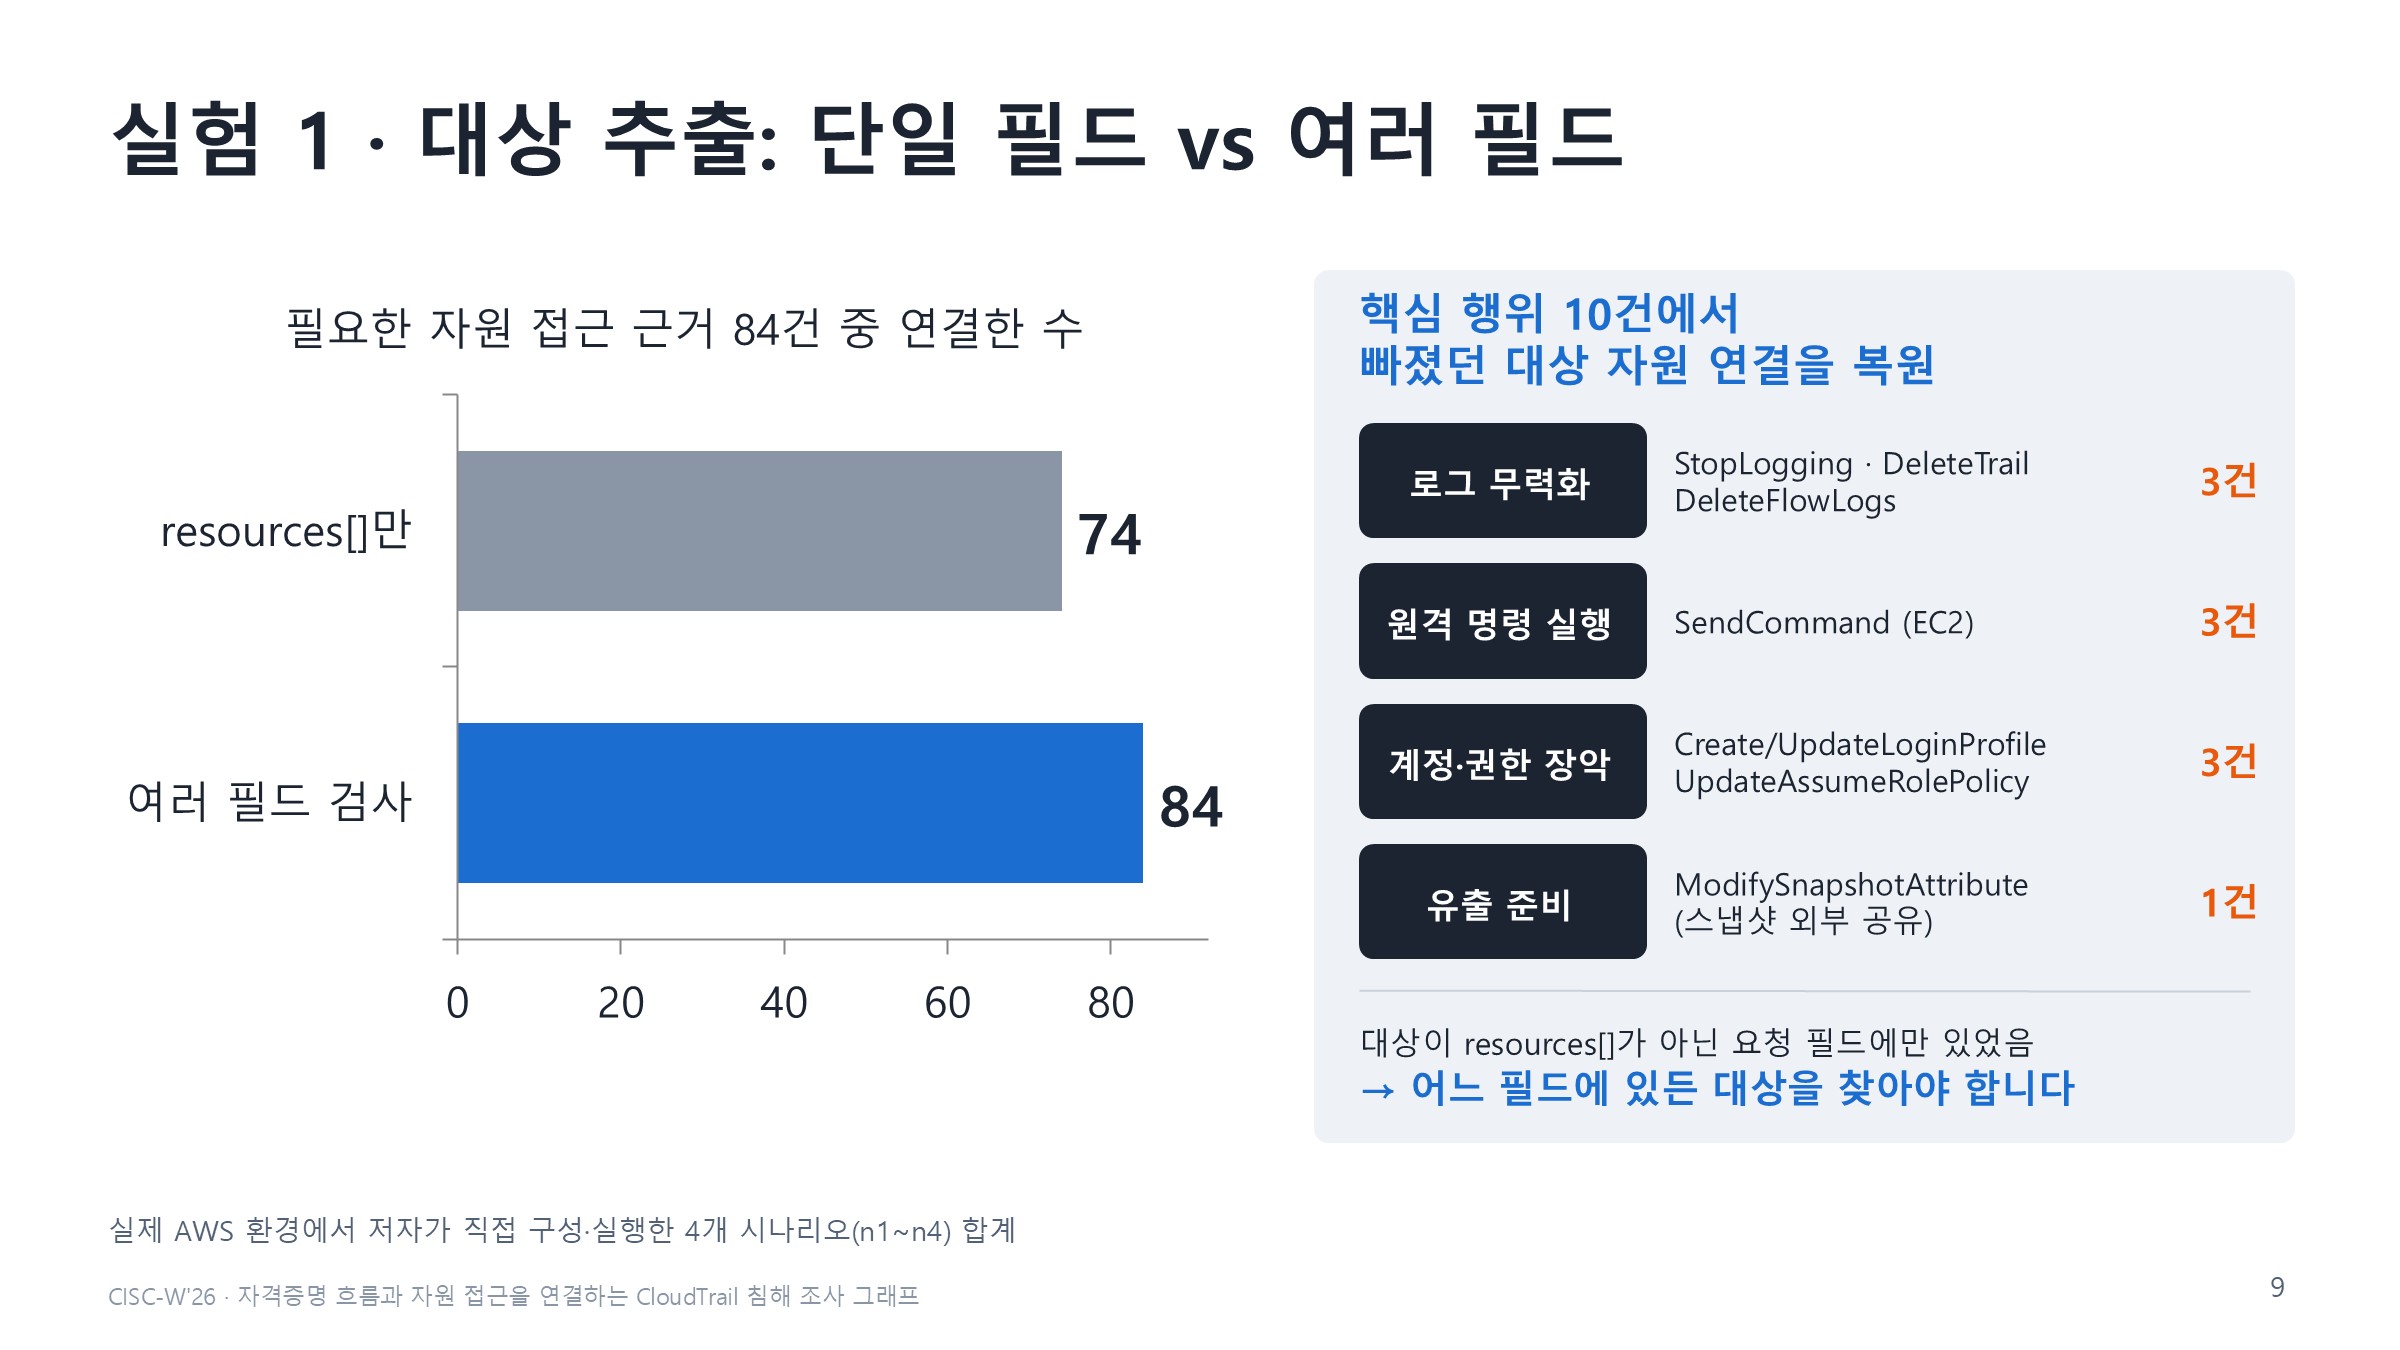 실험 1 · 대상 추출: 단일 필드 vs 여러 필드
필요한 자원 접근 근거 84건 중 연결한 수
resources[]만
74
여러 필드 검사
84
0 20 40 60 80
핵심 행위 10건에서
빠졌던 대상 자원 연결을 복원
로그 무력화
StopLogging · DeleteTrail
DeleteFlowLogs
3건
원격 명령 실행
SendCommand (EC2)
3건
계정·권한 장악
Create/UpdateLoginProfile
UpdateAssumeRolePolicy
3건
유출 준비
ModifySnapshotAttribute
(스냅샷 외부 공유)
1건
대상이 resources[]가 아닌 요청 필드에만 있었음
→ 어느 필드에 있든 대상을 찾아야 합니다
실제 AWS 환경에서 저자가 직접 구성·실행한 4개 시나리오(n1~n4) 합계
CISC-W'26 · 자격증명 흐름과 자원 접근을 연결하는 CloudTrail 침해 조사 그래프
9